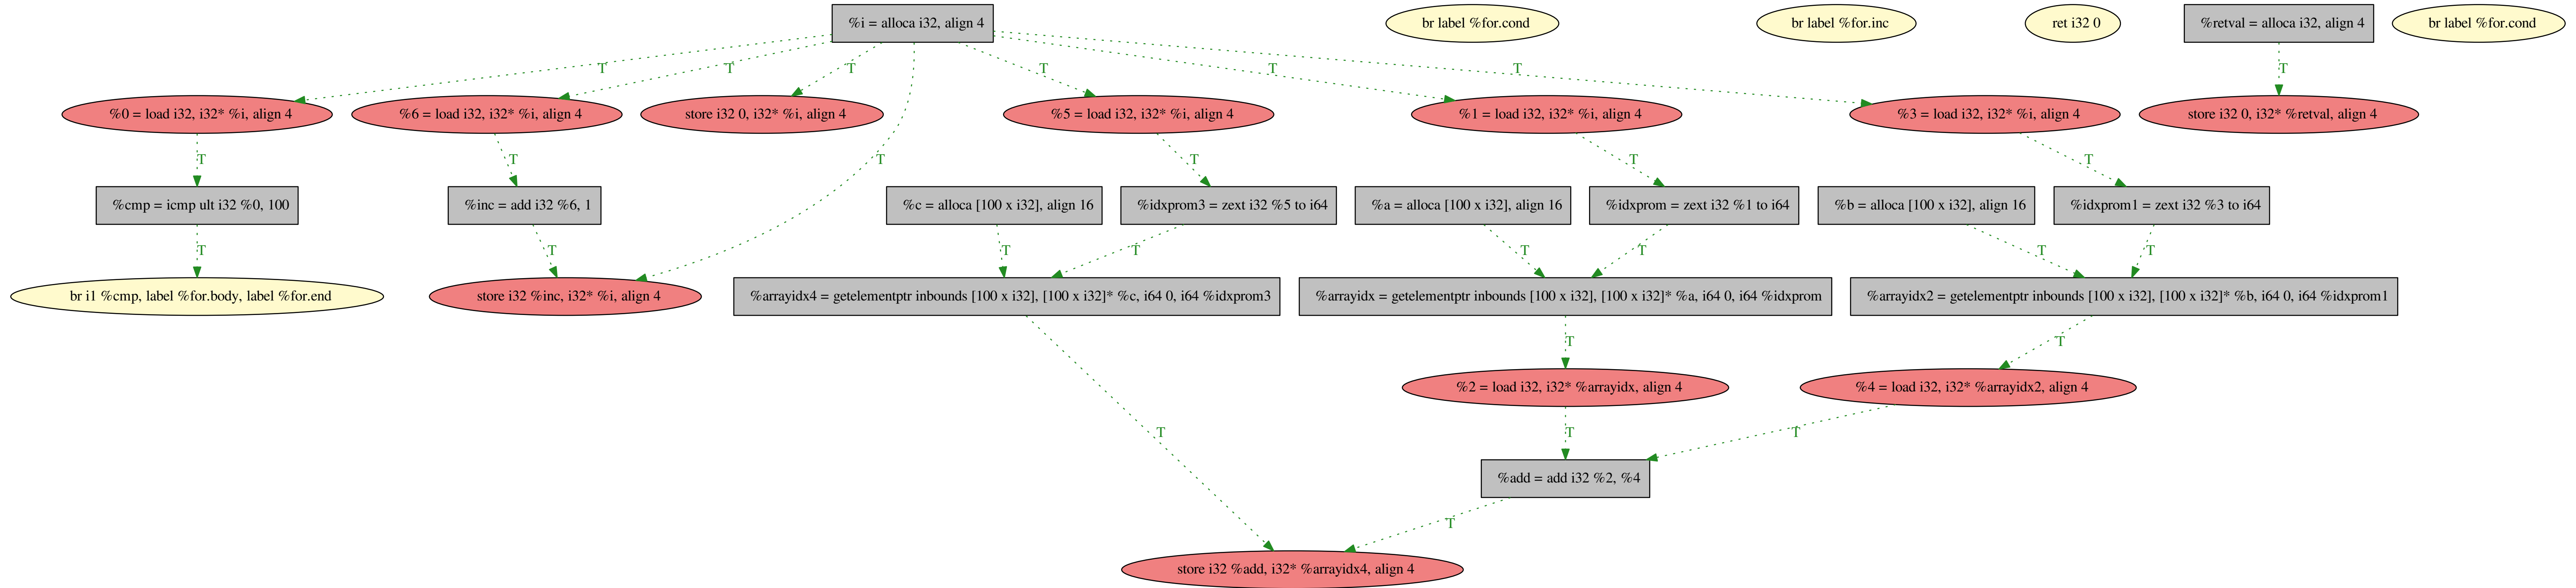 %i = alloca i32, align 4
br label %for.cond
br label %for.inc
ret i32 0
%retval = alloca i32, align 4
br label %for.cond
T
T
T
T
T
T
T
%0 = load i32, i32* %i, align 4
%6 = load i32, i32* %i, align 4
store i32 0, i32* %i, align 4
%5 = load i32, i32* %i, align 4
%1 = load i32, i32* %i, align 4
%3 = load i32, i32* %i, align 4
store i32 0, i32* %retval, align 4
T
T
T
T
T
T
%cmp = icmp ult i32 %0, 100
%inc = add i32 %6, 1
%c = alloca [100 x i32], align 16
%idxprom3 = zext i32 %5 to i64
%a = alloca [100 x i32], align 16
%idxprom = zext i32 %1 to i64
%b = alloca [100 x i32], align 16
%idxprom1 = zext i32 %3 to i64
T
T
T
T
T
T
T
T
br i1 %cmp, label %for.body, label %for.end
store i32 %inc, i32* %i, align 4
%arrayidx4 = getelementptr inbounds [100 x i32], [100 x i32]* %c, i64 0, i64 %idxprom3
%arrayidx = getelementptr inbounds [100 x i32], [100 x i32]* %a, i64 0, i64 %idxprom
%arrayidx2 = getelementptr inbounds [100 x i32], [100 x i32]* %b, i64 0, i64 %idxprom1
T
T
%2 = load i32, i32* %arrayidx, align 4
%4 = load i32, i32* %arrayidx2, align 4
T
T
T
%add = add i32 %2, %4
T
store i32 %add, i32* %arrayidx4, align 4